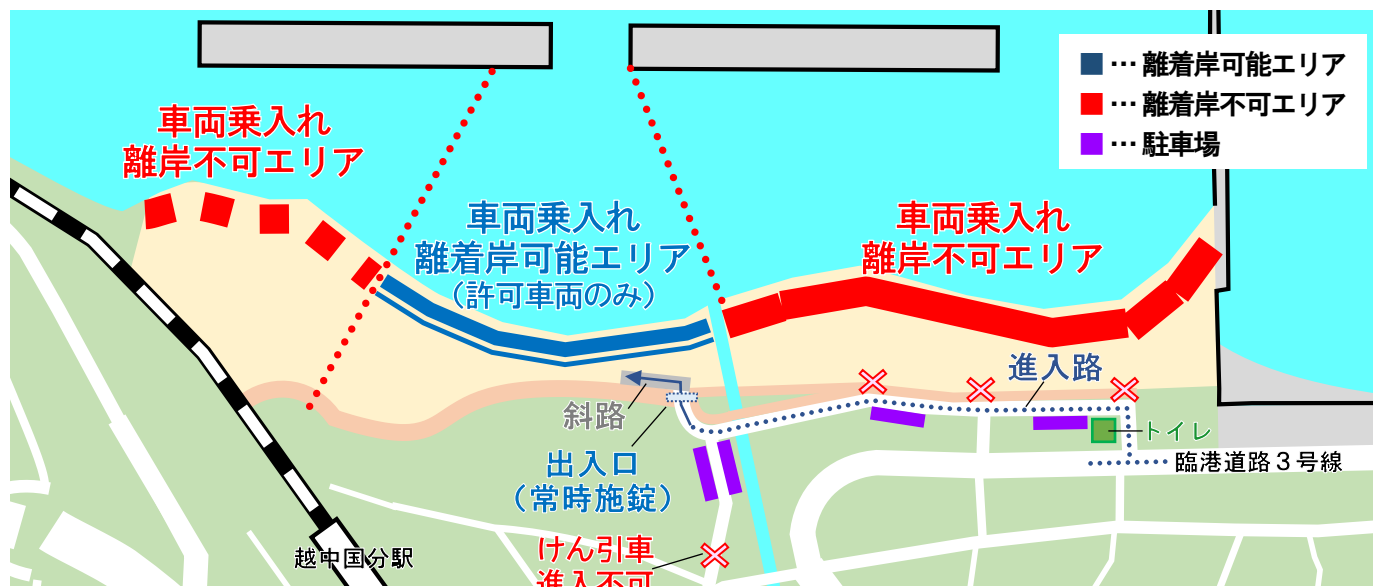 …離着岸可能エリア
…離着岸不可エリア
…駐車場
車両乗入れ
離岸不可エリア
車両乗入れ
離着岸可能エリア
（許可車両のみ）
車両乗入れ
離岸不可エリア
進入路
斜路
トイレ
出入口
（常時施錠）
臨港道路３号線
越中国分駅
けん引車
進入不可